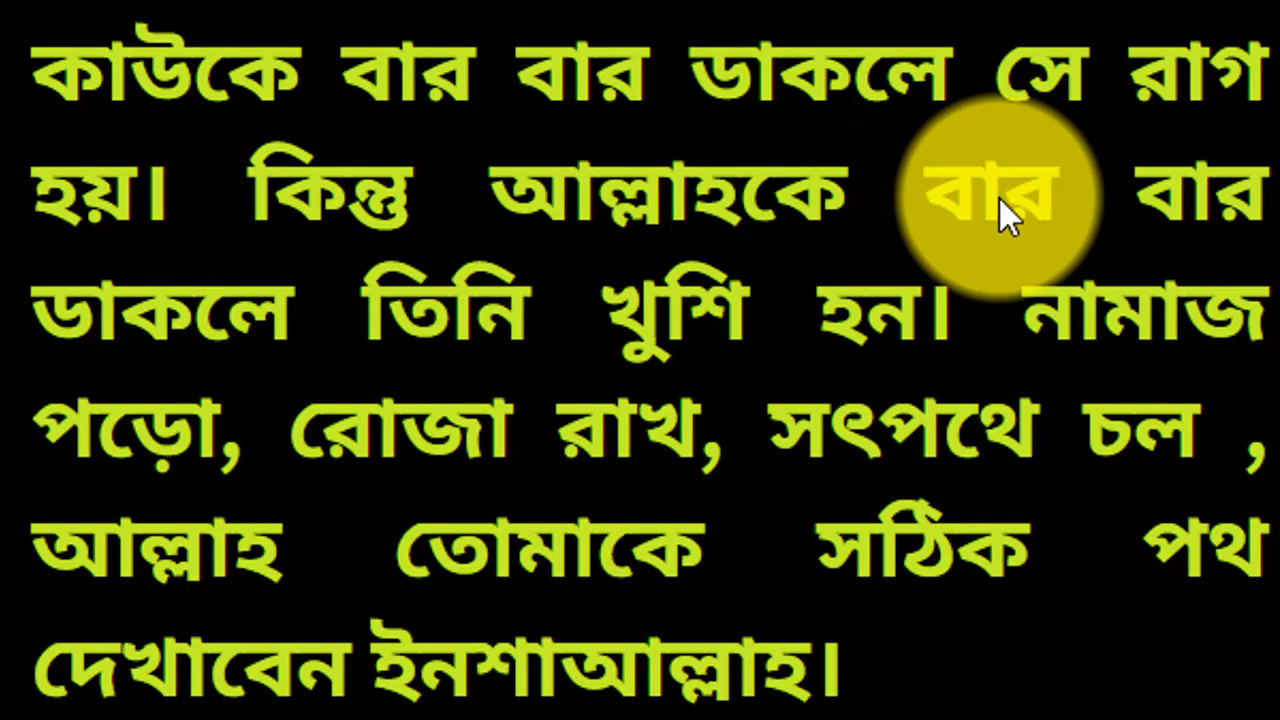 কাউকে বার বার ডাকলে সে রাগ
হয়। কিন্তু আল্লাহকে বার বার
ডাকলে তিনি খুশি হন। নামাজ
পড়ো, রোজা রাখ, সৎপথে চল ,
আল্লাহ তোমাকে সঠিক পথ
দেখাবেন ইনশাআল্লাহ।